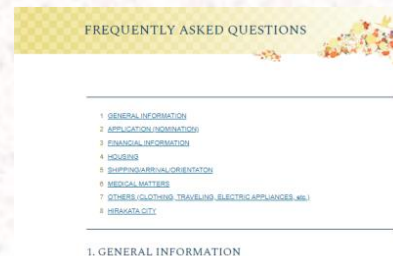 FREQUENTLY ASKED QUESTIONS
1 GENERAL INFORMATION
2 APPLICATION (NOMINATION)
3 FINANCIAL INFORMATION
4 HOUSING
5 SHIPPING/ARRIVAL/ORIENTATON
6 MEDICAL MATTERS
7 OTHERS (CLOTHING, TRAVELING, ELECTRIC APPLIANCES, etc.)
8 HIRAKATA CITY
1. GENERAL INFORMATION